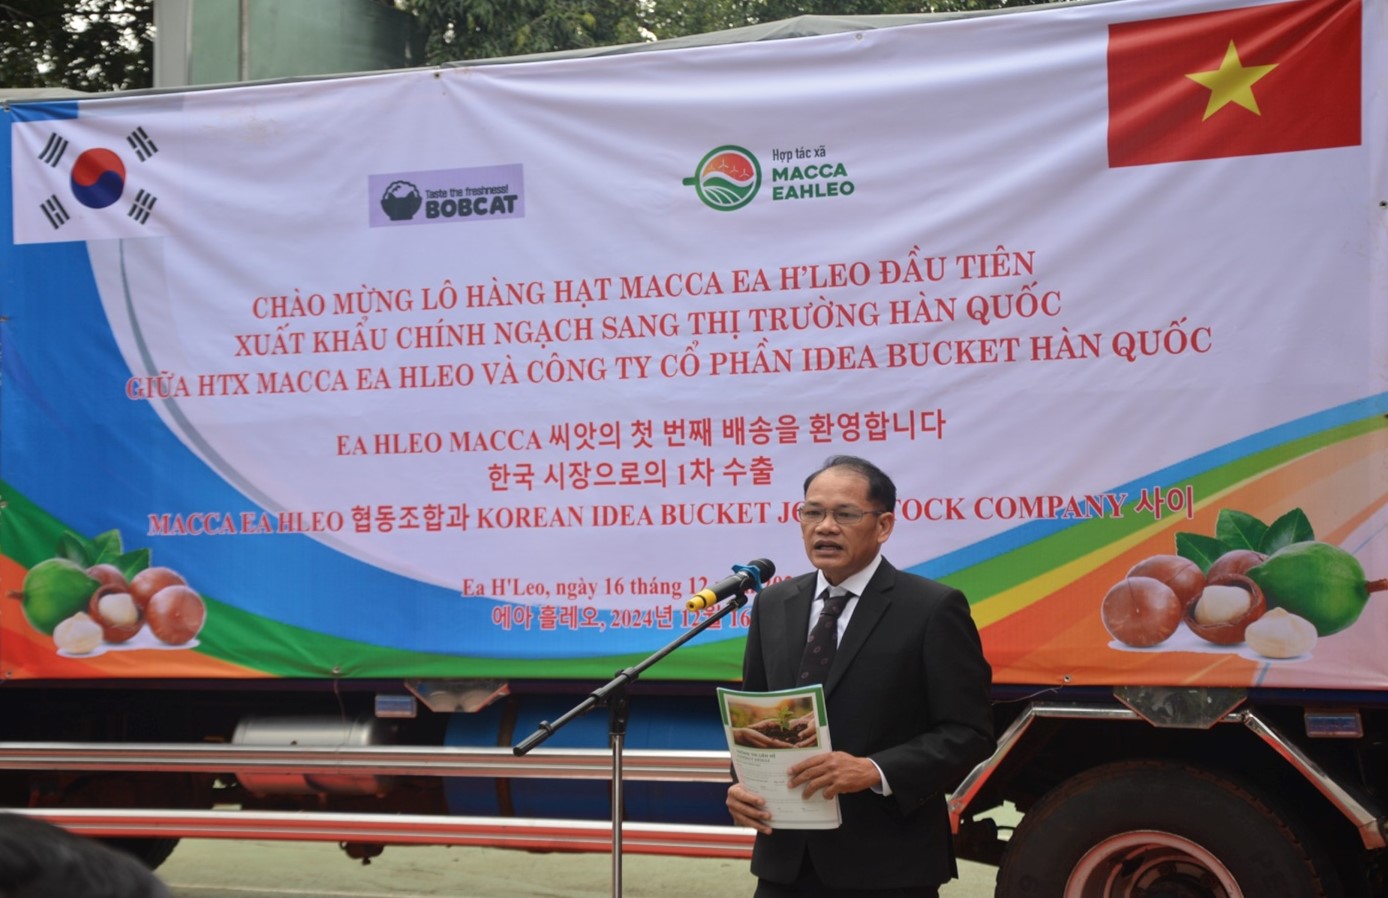 Taste the freshness!
BOBCAT
Hợp tác xã
MACCA
EAHLEO
CHÀO MỪNG LÔ HÀNG HẠT MACCA EA H'LEO ĐẦU TIÊN
XUẤT KHẨU CHÍNH NGẠCH SANG THỊ TRƯỜNG HÀN QUỐC
GIỮA HTX MACCA EA HLEO VÀ CÔNG TY CỔ PHẦN IDEA BUCKET HÀN QUỐC
EA HLEO MACCA 씨앗의 첫 번째 배송을 환영합니다
한국 시장으로의 1차 수출
MACCA EA HLEO 협동조합과 KOREAN IDEA BUCKET STOCK COMPANY 사이
Ea H'Leo, ngày 16 tháng 12
에아 흘레오, 2024년 12월 16